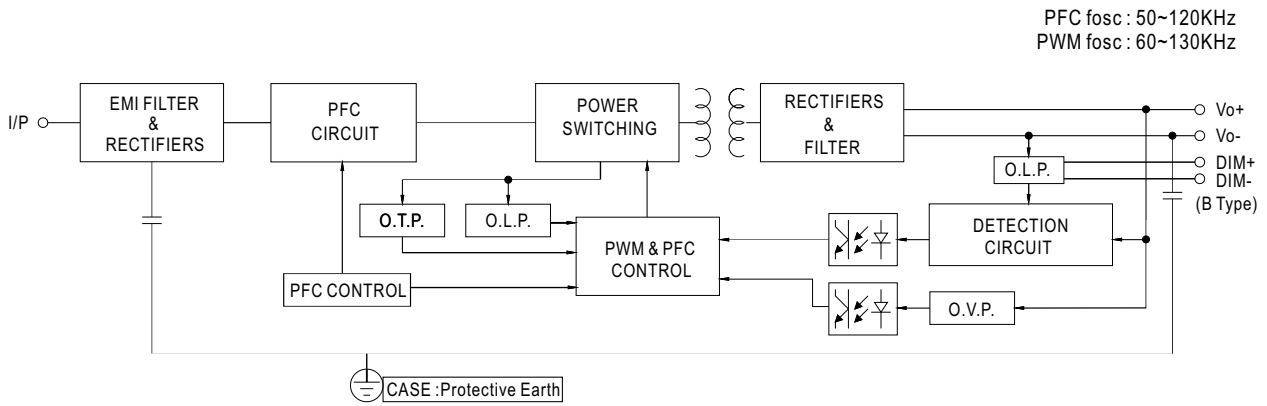 PFC fosc : 50~120KHz
PWM fosc : 60~130KHz
I/P
EMI FILTER
&
RECTIFIERS
PFC
CIRCUIT
POWER
SWITCHING
RECTIFIERS
&
FILTER
Vo+
Vo-
DIM+
DIM-
(B Type)
O.L.P.
O.T.P.
O.L.P.
PWM & PFC
CONTROL
DETECTION
CIRCUIT
PFC CONTROL
O.V.P.
CASE :Protective Earth